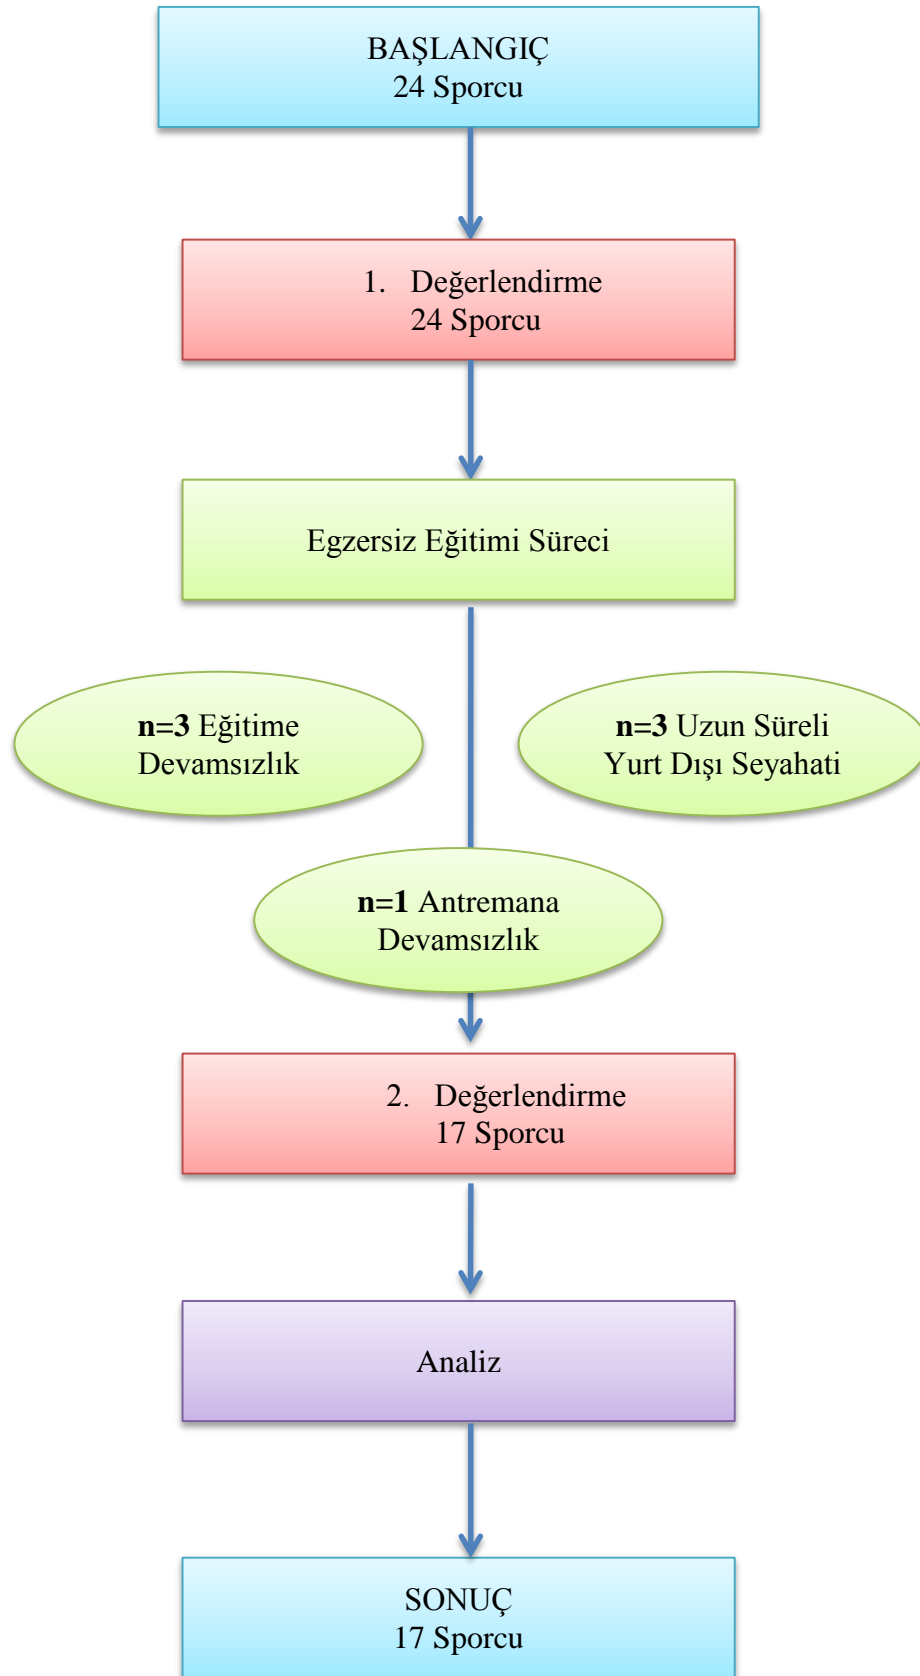 BAŞLANGIÇ
24 Sporcu
1. Değerlendirme
24 Sporcu
Egzersiz Eğitimi Süreci
n=3 Eğitime
Devamsızlık
n=3 Uzun Süreli
Yurt Dışı Seyahati
n=1 Antremana
Devamsızlık
2. Değerlendirme
17 Sporcu
Analiz
SONUÇ
17 Sporcu